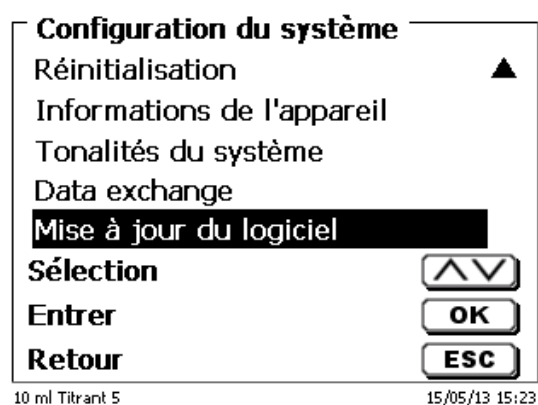 Configuration du système
Réinitialisation
Informations de l'appareil
Tonalités du système
Data exchange
Mise à jour du logiciel
Sélection
Entrer OK
Retour ESC
10 ml Titrant 5 15/05/13 15:23